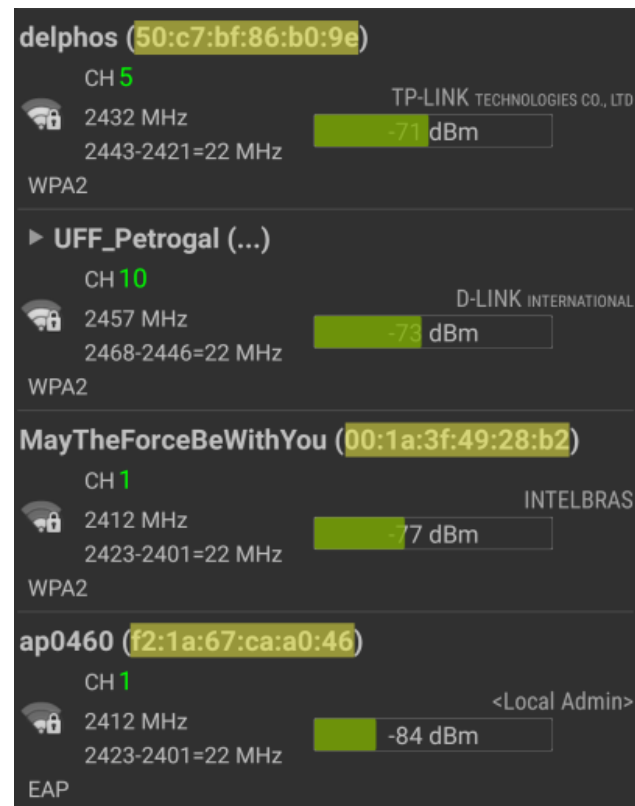 delphos (50:c7:bf:86:b0:9e)
CH 5
TP-LINK TECHNOLOGIES CO., LTD
2432 MHz
-71 dBm
2443-2421=22 MHz
WPA2
UFF_Petrogal (...)
CH 10
D-LINK INTERNATIONAL
2457 MHz
-73 dBm
2468-2446=22 MHz
WPA2
MayTheForceBeWithYou (00:1a:3f:49:28:b2)
CH 1
INTELBRAS
2412 MHz
-77 dBm
2423-2401=22 MHz
WPA2
ap0460 (f2:1a:67:ca:a0:46)
CH 1
<Local Admin>
2412 MHz
-84 dBm
2423-2401=22 MHz
EAP